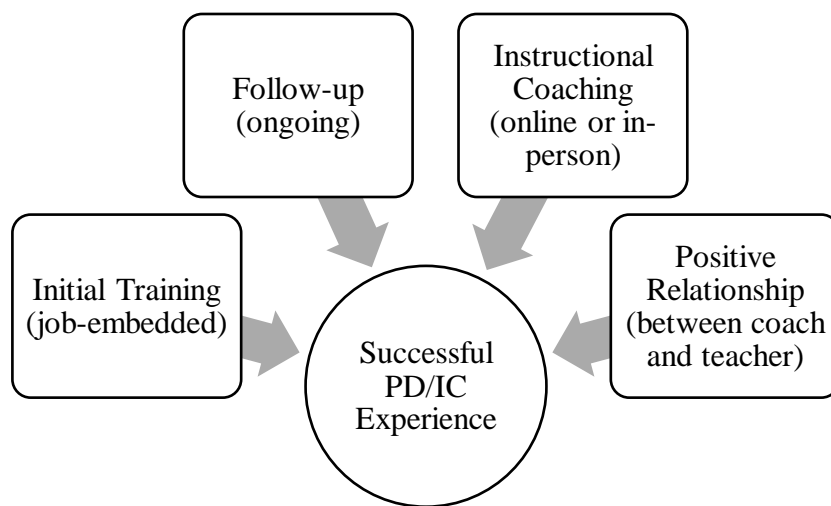 Initial Training
(job-embedded)
Follow-up
(ongoing)
Instructional
Coaching
(online or in-
person)
Positive
Relationship
(between coach
and teacher)
Successful
PD/IC
Experience